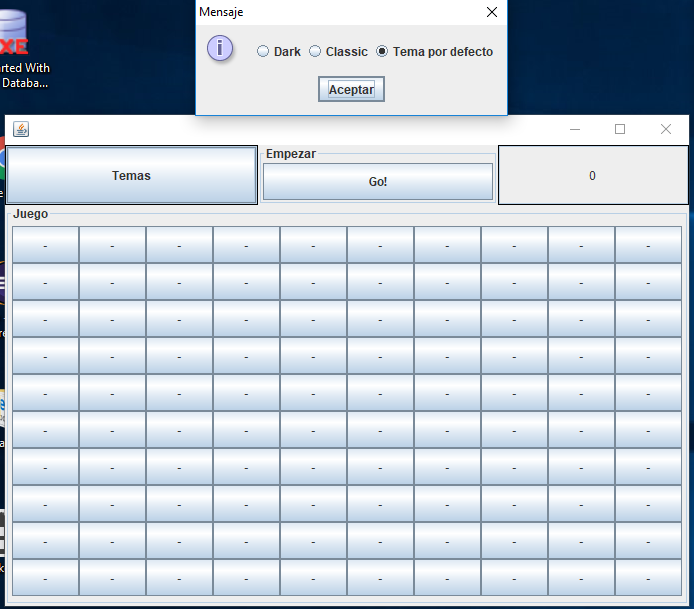 Mensaje
Dark Classic Tema por defecto
Aceptar
XE
rted With
Databa...
Temas
Empezar
Go!
0
Juego
- - - - - - - - - -
- - - - - - - - - -
- - - - - - - - - -
- - - - - - - - - -
- - - - - - - - - -
- - - - - - - - - -
- - - - - - - - - -
- - - - - - - - - -
- - - - - - - - - -
- - - - - - - - - -